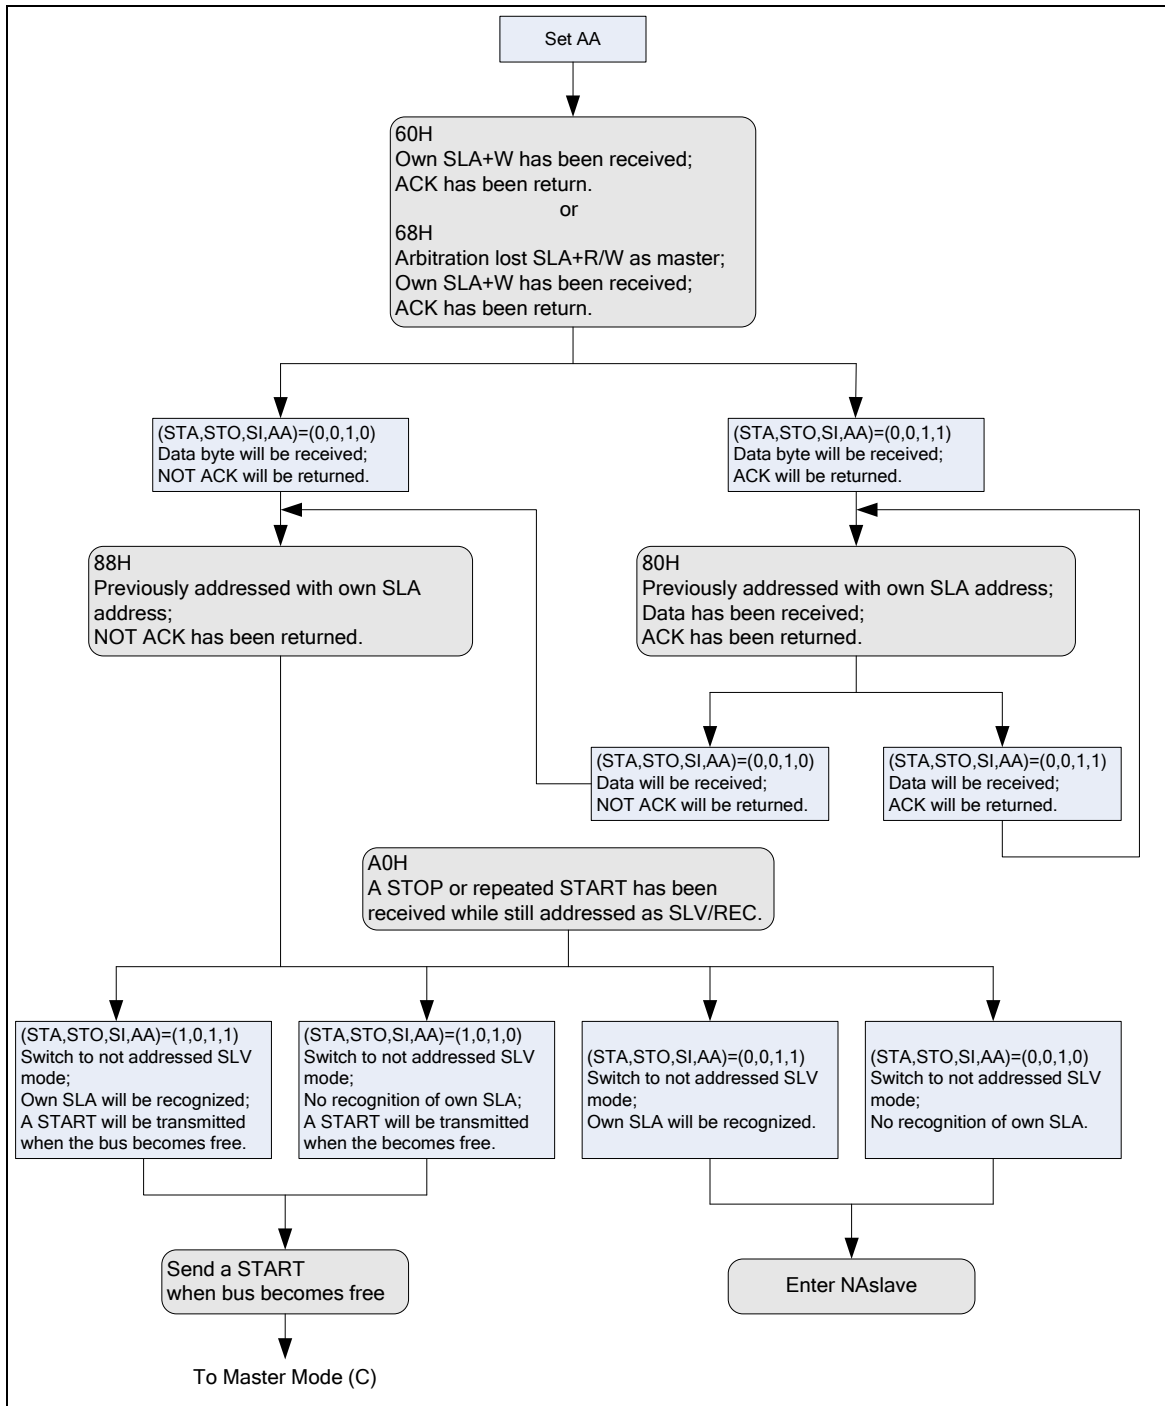 Set AA
60H
Own SLA+W has been received;
ACK has been return.
or
68H
Arbitration lost SLA+R/W as master;
Own SLA+W has been received;
ACK has been return.
(STA,STO,SI,AA)=(0,0,1,0)
Data byte will be received;
NOT ACK will be returned.
(STA,STO,SI,AA)=(0,0,1,1)
Data byte will be received;
ACK will be returned.
88H
Previously addressed with own SLA
address;
NOT ACK has been returned.
80H
Previously addressed with own SLA address;
Data has been received;
ACK has been returned.
(STA,STO,SI,AA)=(0,0,1,0)
Data will be received;
NOT ACK will be returned.
(STA,STO,SI,AA)=(0,0,1,1)
Data will be received;
ACK will be returned.
A0H
A STOP or repeated START has been
received while still addressed as SLV/REC.
(STA,STO,SI,AA)=(1,0,1,1)
Switch to not addressed SLV
mode;
Own SLA will be recognized;
A START will be transmitted
when the bus becomes free.
(STA,STO,SI,AA)=(1,0,1,0)
Switch to not addressed SLV
mode;
No recognition of own SLA;
A START will be transmitted
when the becomes free.
(STA,STO,SI,AA)=(0,0,1,1)
Switch to not addressed SLV
mode;
Own SLA will be recognized.
(STA,STO,SI,AA)=(0,0,1,0)
Switch to not addressed SLV
mode;
No recognition of own SLA.
Send a START
when bus becomes free
Enter NAslave
To Master Mode (C)